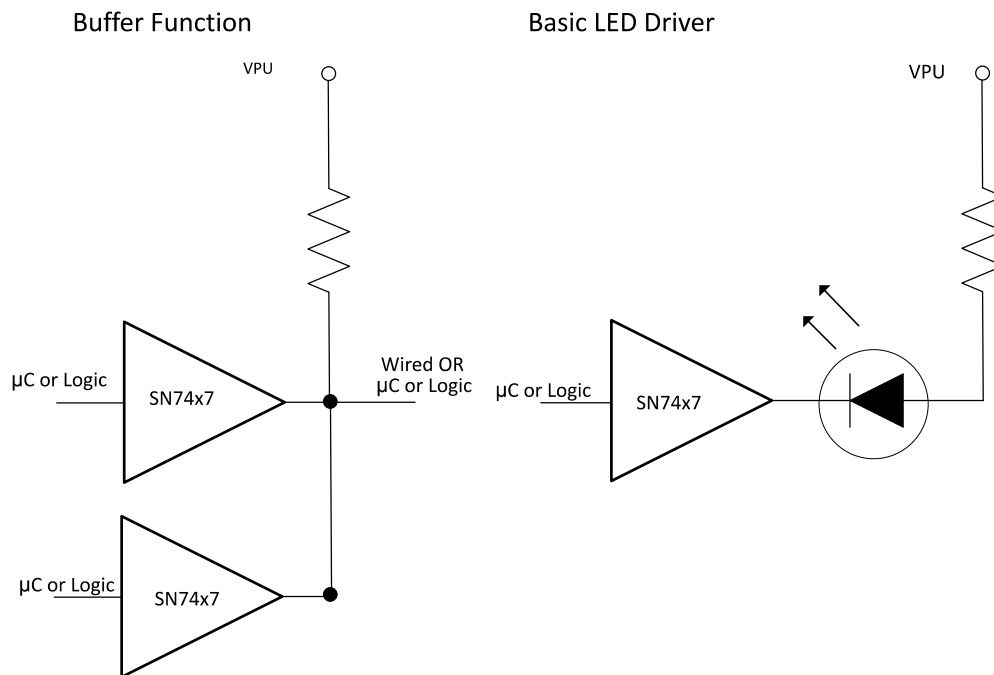 Buffer Function
Basic LED Driver
VPU
VPU
Wired OR
µC or Logic
µC or Logic
SN74x7
µC or Logic
SN74x7
µC or Logic
SN74x7